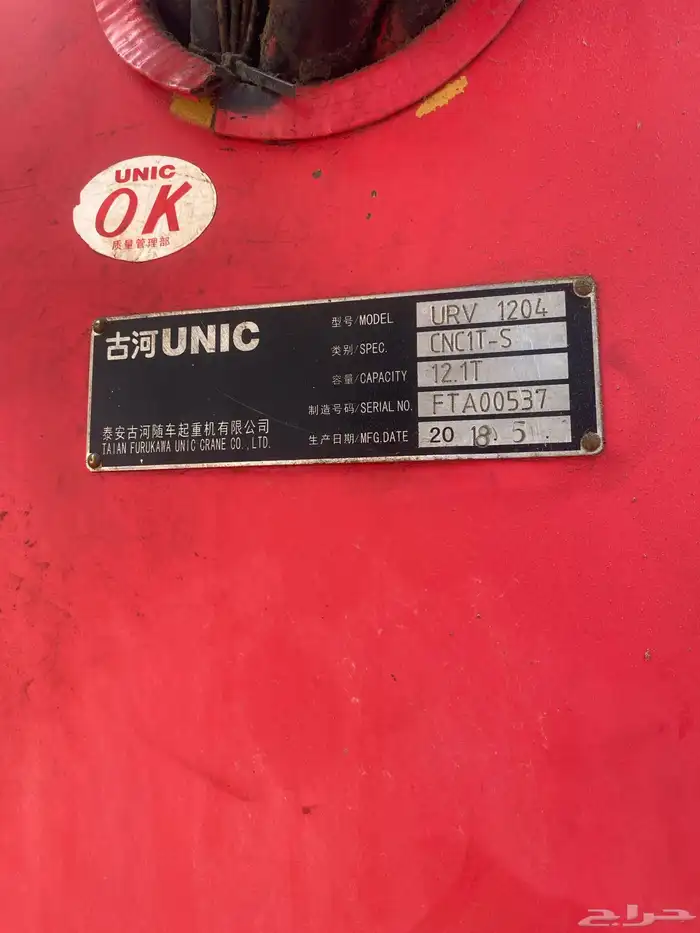 UNIC
OK
质量管理部
古河UNIC
泰安古河随车起重机有限公司
TAIAN FURUKAWA UNIC CRANE CO.,LTD.
型号/MODEL URV 1204
类别/SPEC. CNC1T-S
容量/CAPACITY 12.1T
制造号码/SERIAL NO. FTA00537
生产日期/MFG.DATE 20 18. 5
حراج